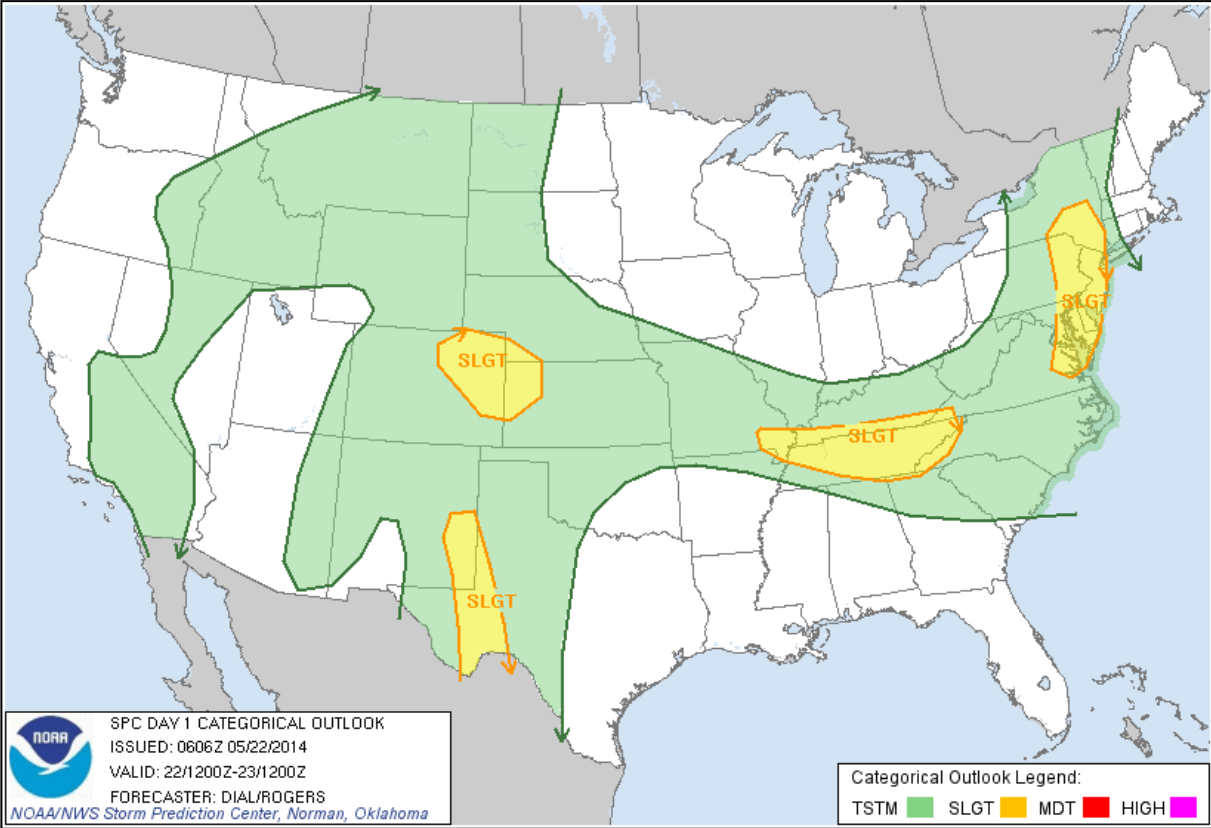 SLGT
SLGT
SLGT
SLGT
NOAA
SPC DAY 1 CATEGORICAL OUTLOOK
ISSUED: 0606Z 05/22/2014
VALID: 22/1200Z-23/1200Z
FORECASTER: DIAL/ROGERS
NOAA/NWS Storm Prediction Center, Norman, Oklahoma
Categorical Outlook Legend:
TSTM SLGT MDT HIGH